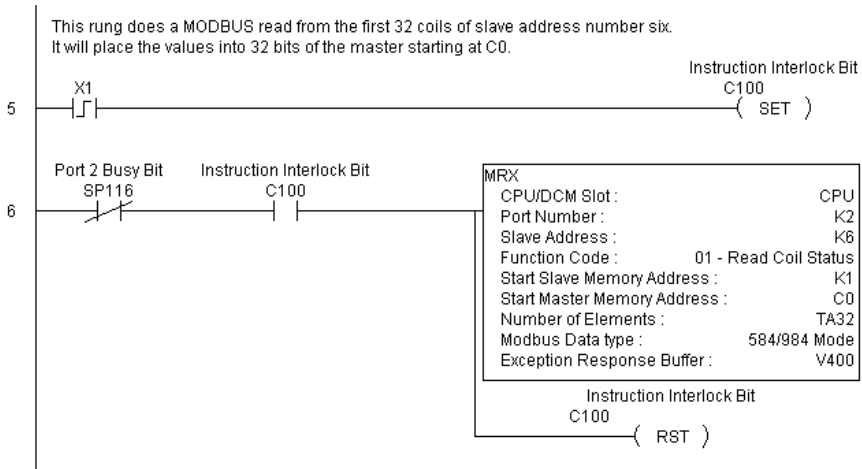 This rung does a MODBUS read from the first 32 coils of slave address number six.
It will place the values into 32 bits of the master starting at C0.
Instruction Interlock Bit
X1
C100
5
( SET )
Port 2 Busy Bit
Instruction Interlock Bit
SP116
C100
6
MRX
CPU/DCM Slot : CPU
Port Number : K2
Slave Address : K6
Function Code : 01 - Read Coil Status
Start Slave Memory Address : K1
Start Master Memory Address : C0
Number of Elements : TA32
Modbus Data type : 584/984 Mode
Exception Response Buffer : V400
Instruction Interlock Bit
C100
( RST )